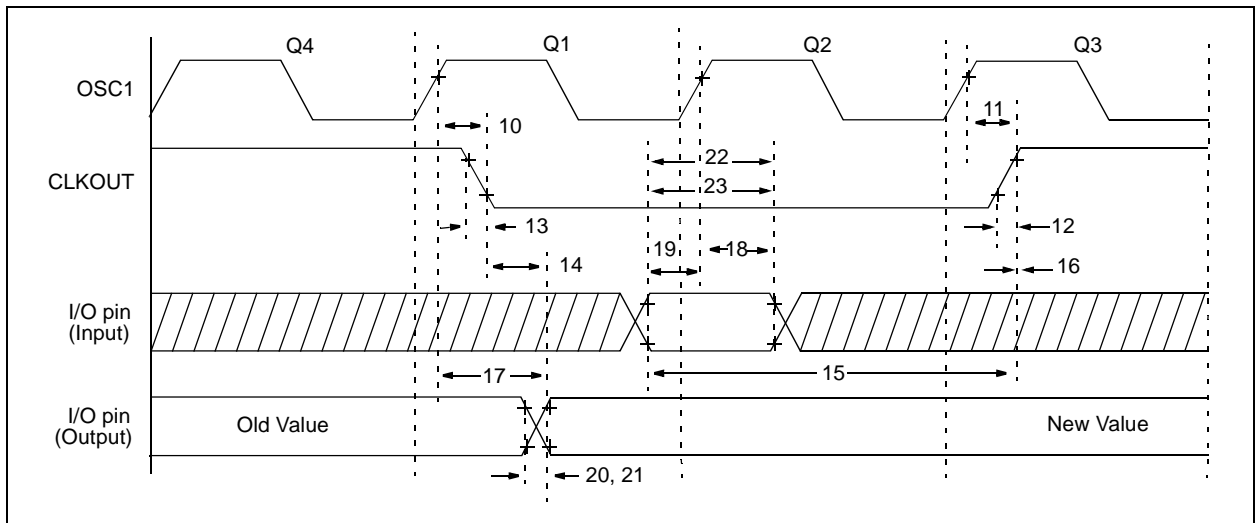 Q4 Q1 Q2 Q3
OSC1
10 11
CLKOUT
22
23
13 12
19 18
14 16
I/O pin
(Input)
17 15
I/O pin
(Output)
Old Value New Value
20, 21